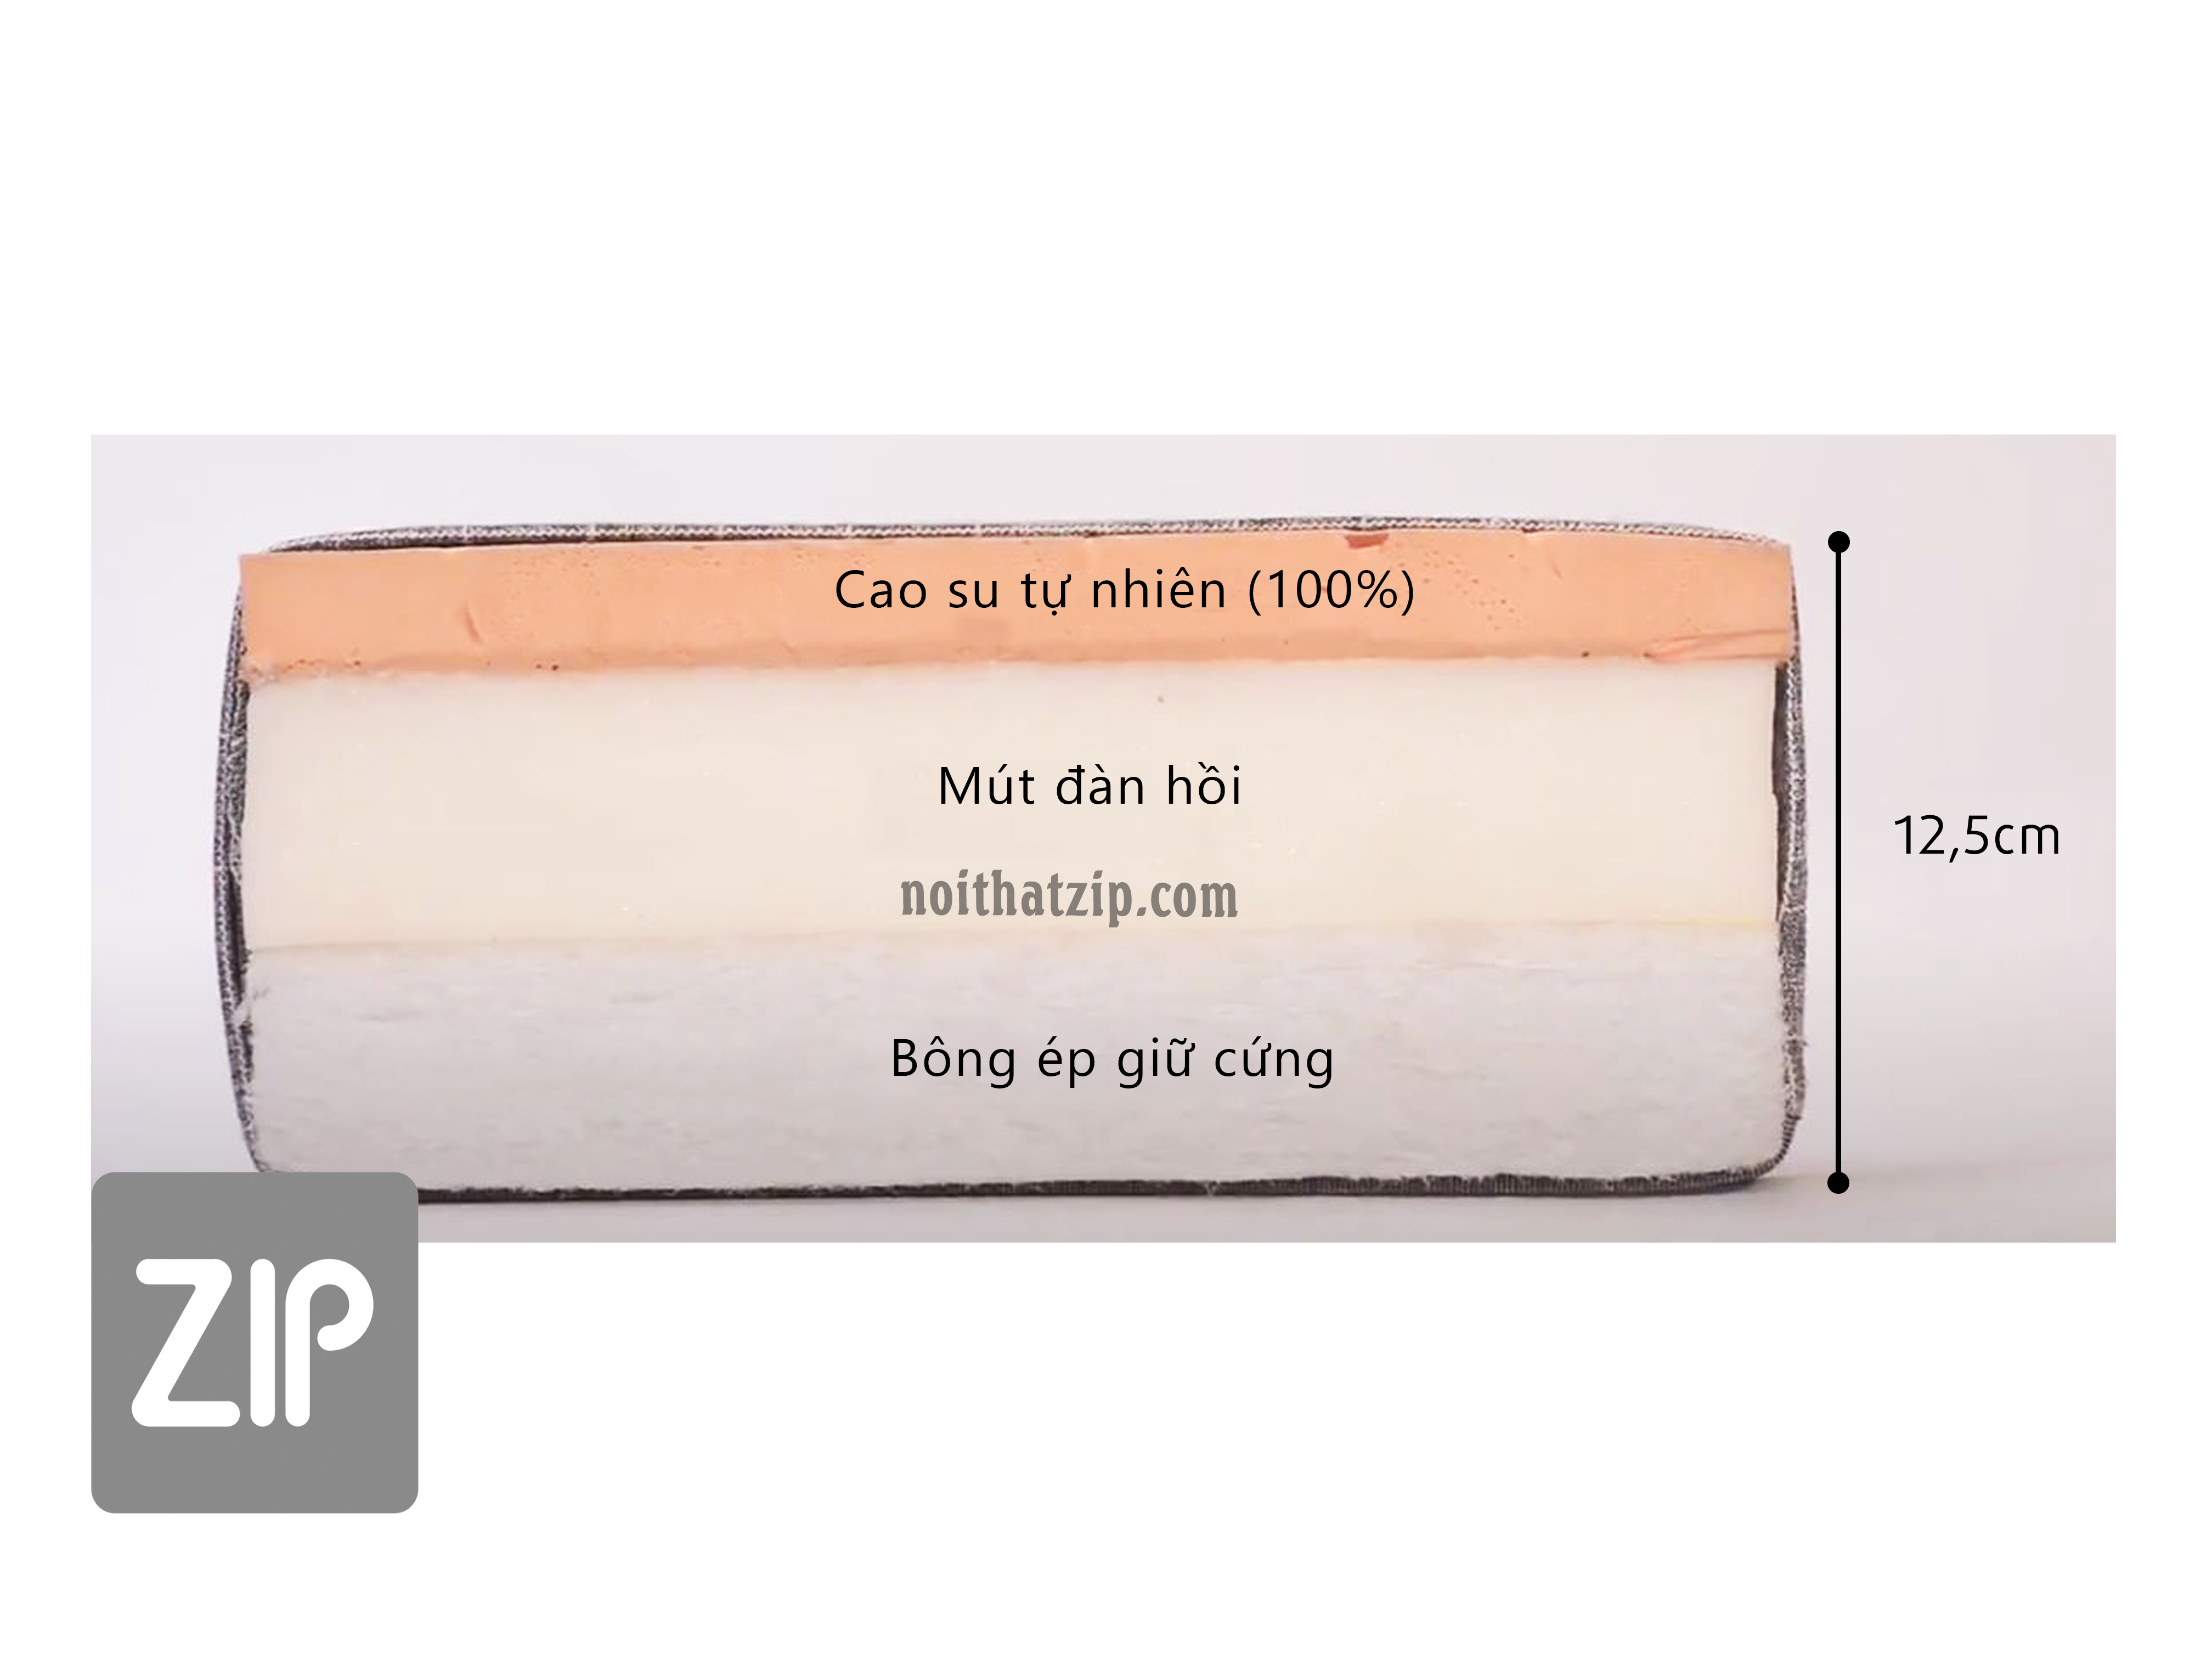 Cao su tự nhiên (100%)
Mút đàn hồi
12,5cm
noithatzip.com
Bông ép giữ cứng
ZIP